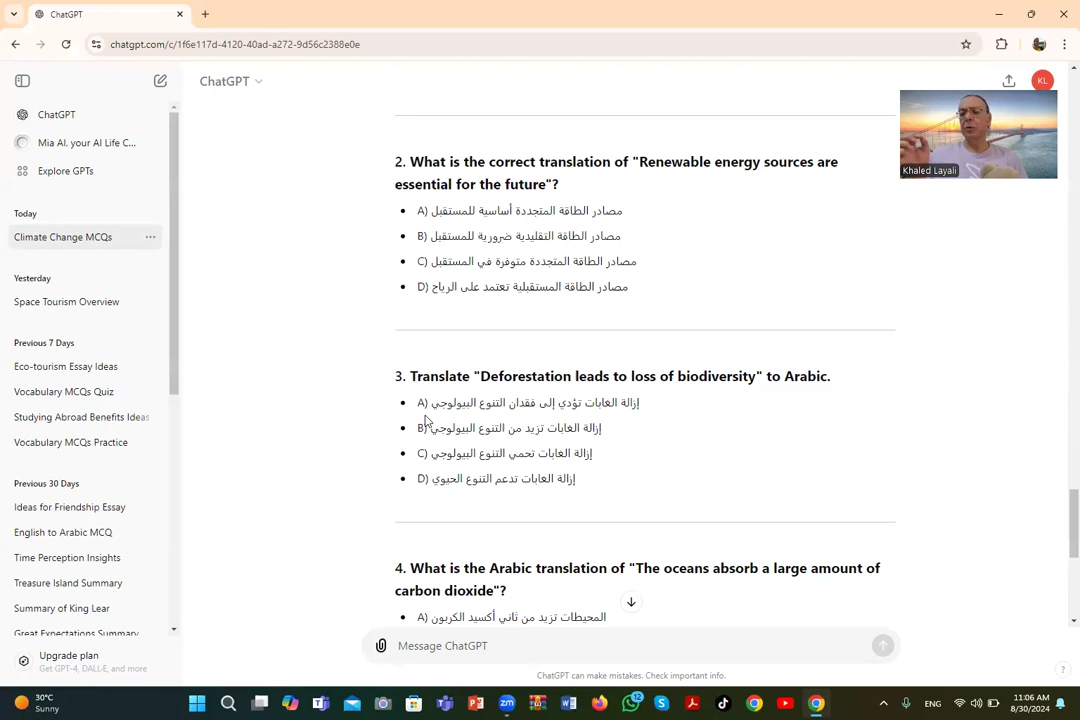 ChatGPT
chatgpt.com/c/1f6e117d-4120-40ad-a272-9d56c2388e0e
ChatGPT
KL
ChatGPT
Mia AI, your AI Life C...
Explore GPTs
Today
Climate Change MCQs
Yesterday
Space Tourism Overview
Previous 7 Days
Eco-tourism Essay Ideas
Vocabulary MCQs Quiz
Studying Abroad Benefits Ideas
Vocabulary MCQs Practice
Previous 30 Days
Ideas for Friendship Essay
English to Arabic MCQ
Time Perception Insights
Treasure Island Summary
Summary of King Lear
Great Expectations Summary
Upgrade plan
Get GPT-4, DALL-E, and more
Khaled Layali
2. What is the correct translation of "Renewable energy sources are
essential for the future"?
A) مصادر الطاقة المتجددة أساسية للمستقبل
B) مصادر الطاقة التقليدية ضرورية للمستقبل
C) مصادر الطاقة المتجددة متوفرة في المستقبل
D) مصادر الطاقة المستقبلية تعتمد على الرياح
3. Translate "Deforestation leads to loss of biodiversity" to Arabic.
A) إزالة الغابات تؤدي إلى فقدان التنوع البيولوجي
B) إزالة الغابات تزيد من التنوع البيولوجي
C) إزالة الغابات تحمي التنوع البيولوجي
D) إزالة الغابات تدعم التنوع الحيوي
4. What is the Arabic translation of "The oceans absorb a large amount of
carbon dioxide"?
A) المحيطات تزيد من ثاني أكسيد الكربون
Message ChatGPT
ChatGPT can make mistakes. Check important info.
?
30°C
Sunny
12
ENG
11:06 AM
8/30/2024